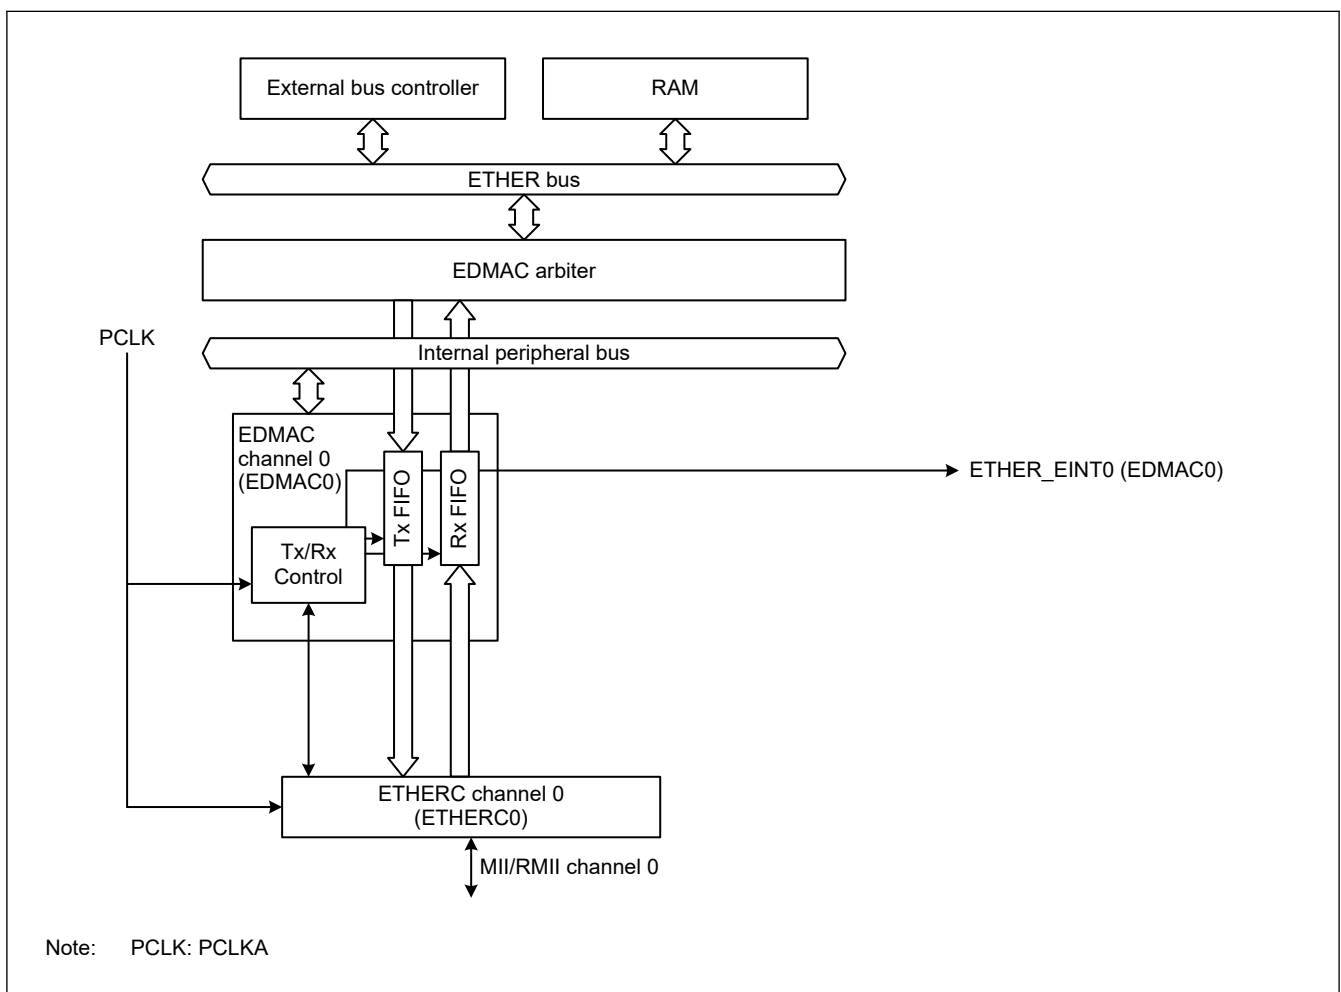 External bus controller
RAM
ETHER bus
EDMAC arbiter
PCLK
Internal peripheral bus
EDMAC
channel 0
(EDMAC0)
Tx FIFO
Rx FIFO
ETHER_EINT0 (EDMAC0)
Tx/Rx
Control
ETHERC channel 0
(ETHERC0)
MII/RMII channel 0
Note: PCLK: PCLKA